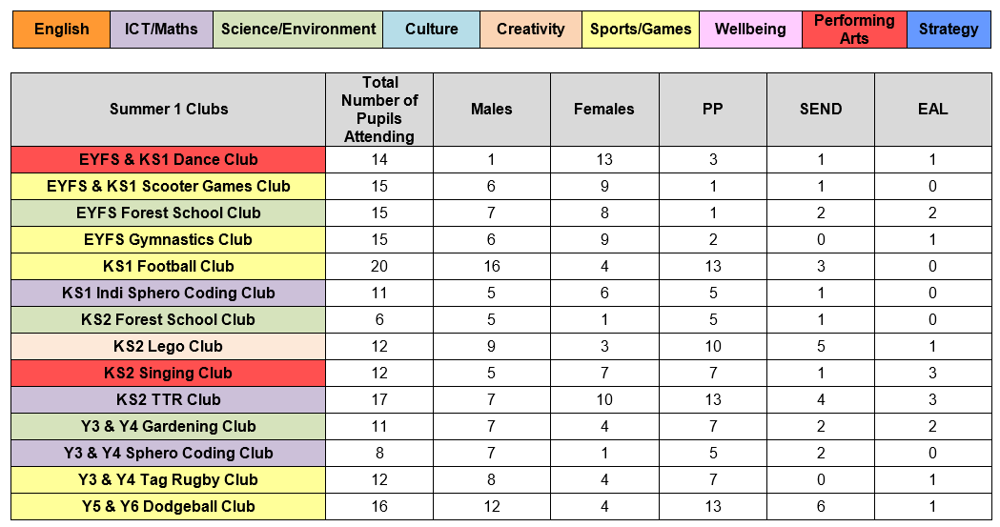 English ICT/Maths Science/Environment Culture Creativity Sports/Games Wellbeing Performing Arts Strategy
Summer 1 Clubs Total Number of Pupils Attending Males Females PP SEND EAL
EYFS & KS1 Dance Club 14 1 13 3 1 1
EYFS & KS1 Scooter Games Club 15 6 9 1 1 0
EYFS Forest School Club 15 7 8 1 2 2
EYFS Gymnastics Club 15 6 9 2 0 1
KS1 Football Club 20 16 4 13 3 0
KS1 Indi Sphero Coding Club 11 5 6 5 1 0
KS2 Forest School Club 6 5 1 5 1 0
KS2 Lego Club 12 9 3 10 5 1
KS2 Singing Club 12 5 7 7 1 3
KS2 TTR Club 17 7 10 13 4 3
Y3 & Y4 Gardening Club 11 7 4 7 2 2
Y3 & Y4 Sphero Coding Club 8 7 1 5 2 0
Y3 & Y4 Tag Rugby Club 12 8 4 7 0 1
Y5 & Y6 Dodgeball Club 16 12 4 13 6 1